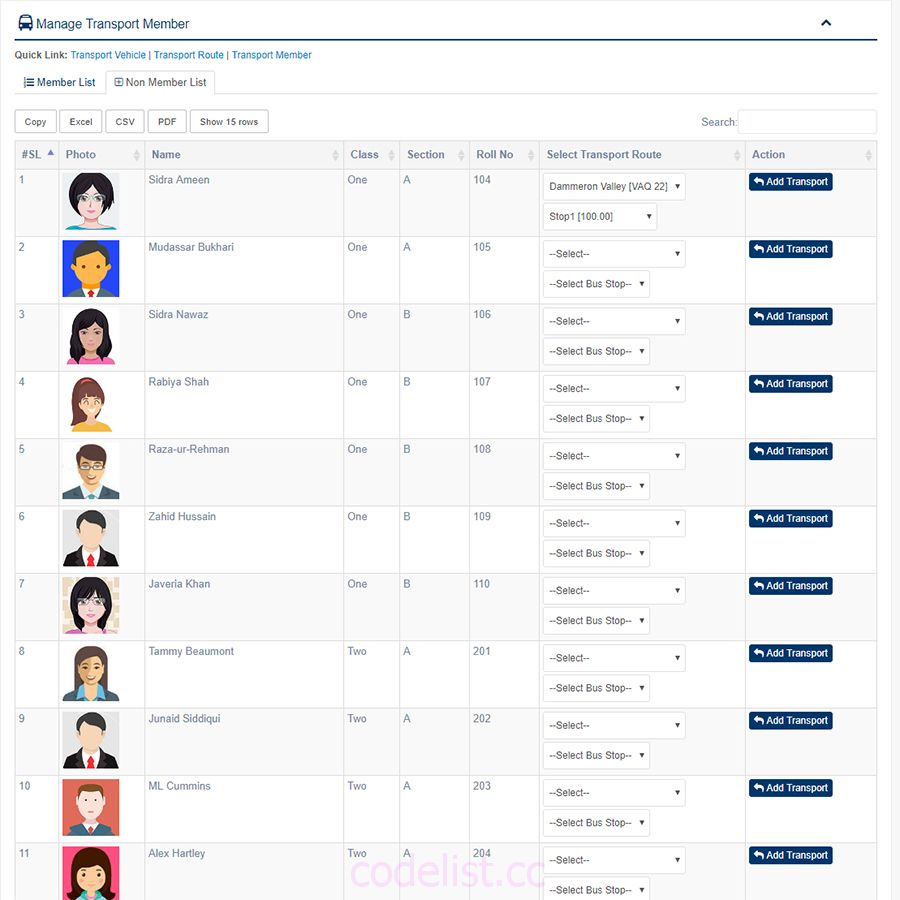 Manage Transport Member
Quick Link: Transport Vehicle | Transport Route | Transport Member
Member List Non Member List
Copy Excel CSV PDF Show 15 rows Search:
#SL Photo Name Class Section Roll No Select Transport Route Action
1 Sidra Ameen One A 104 Dammeron Valley [VAQ 22] Add Transport
Stop1 [100.00]
2 Mudassar Bukhari One A 105 --Select-- Add Transport
--Select Bus Stop--
3 Sidra Nawaz One B 106 --Select-- Add Transport
--Select Bus Stop--
4 Rabiya Shah One B 107 --Select-- Add Transport
--Select Bus Stop--
5 Raza-ur-Rehman One B 108 --Select-- Add Transport
--Select Bus Stop--
6 Zahid Hussain One B 109 --Select-- Add Transport
--Select Bus Stop--
7 Javeria Khan One B 110 --Select-- Add Transport
--Select Bus Stop--
8 Tammy Beaumont Two A 201 --Select-- Add Transport
--Select Bus Stop--
9 Junaid Siddiqui Two A 202 --Select-- Add Transport
--Select Bus Stop--
10 ML Cummins Two A 203 --Select-- Add Transport
--Select Bus Stop--
11 Alex Hartley Two A 204 --Select-- Add Transport
codelist.cc
--Select Bus Stop--